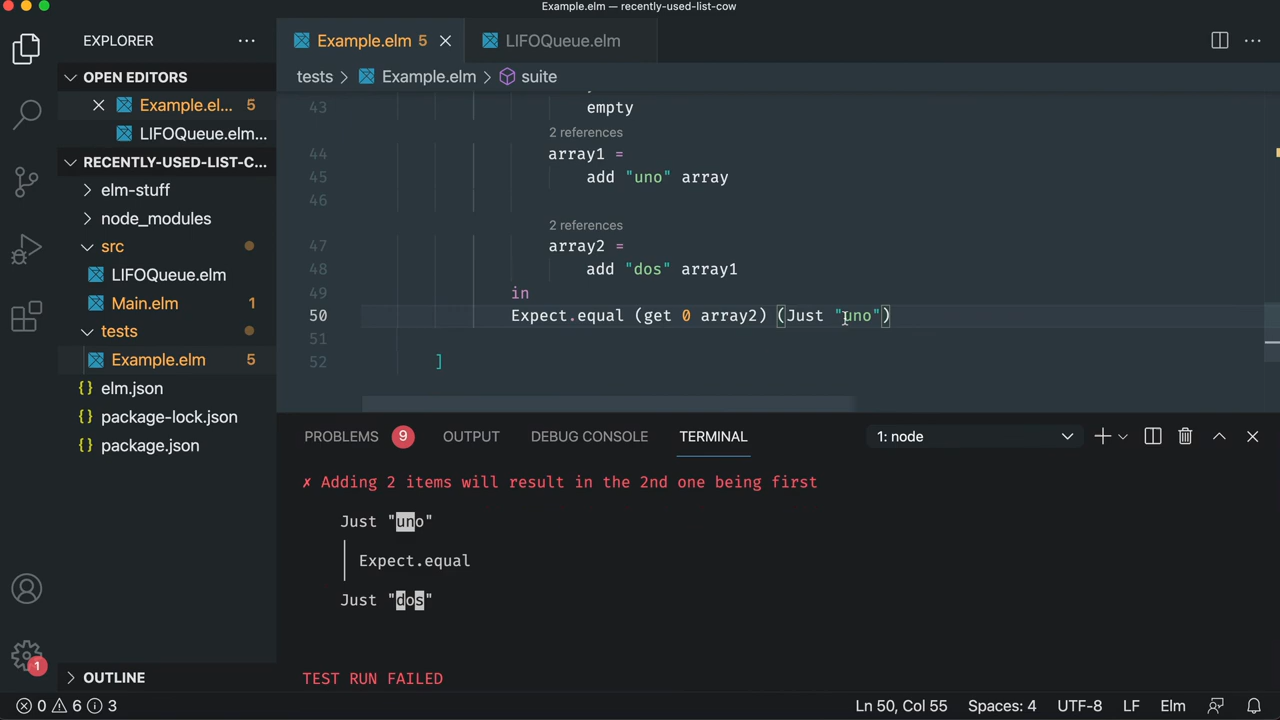 Example.elm — recently-used-list-cow
EXPLORER
Example.elm 5
LIFOQueue.elm
OPEN EDITORS
tests > Example.elm > suite
Example.el... 5
LIFOQueue.elm...
RECENTLY-USED-LIST-C...
elm-stuff
node_modules
src
LIFOQueue.elm
Main.elm 1
tests
Example.elm 5
elm.json
package-lock.json
package.json
43 empty
2 references
44 array1 =
45 add "uno" array
46
2 references
47 array2 =
48 add "dos" array1
49 in
50 Expect.equal (get 0 array2) (Just "uno")
51
52 ]
PROBLEMS 9 OUTPUT DEBUG CONSOLE TERMINAL 1: node
✗ Adding 2 items will result in the 2nd one being first
Just "uno"
Expect.equal
Just "dos"
TEST RUN FAILED
1
OUTLINE
0 6 3 Ln 50, Col 55 Spaces: 4 UTF-8 LF Elm